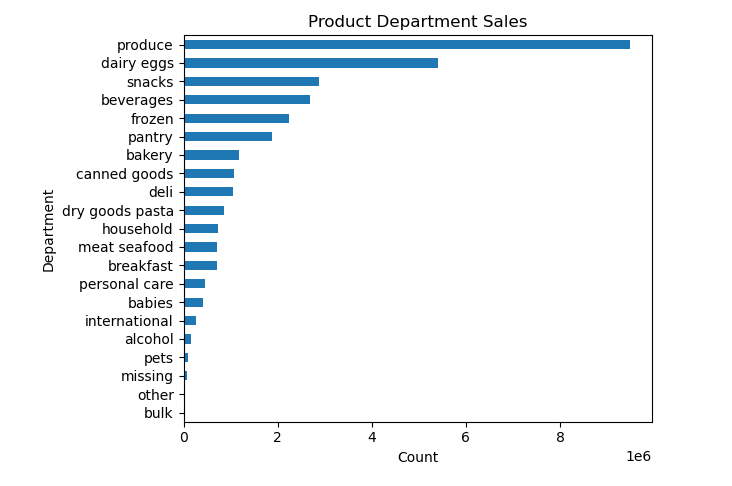 Product Department Sales
Department
produce
dairy eggs
snacks
beverages
frozen
pantry
bakery
canned goods
deli
dry goods pasta
household
meat seafood
breakfast
personal care
babies
international
alcohol
pets
missing
other
bulk
0 2 4 6 8
Count
1e6